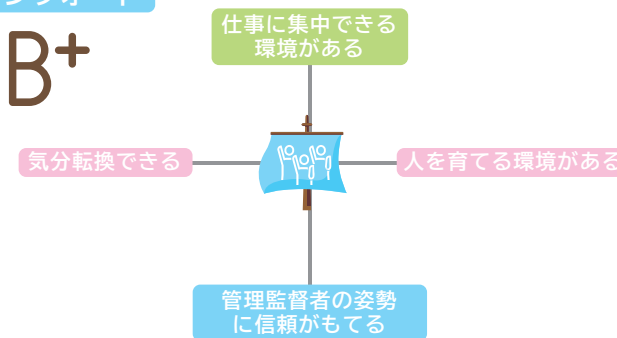 B+
仕事に集中できる
環境がある
気分転換できる
人を育てる環境がある
管理監督者の姿勢
に信頼がもてる